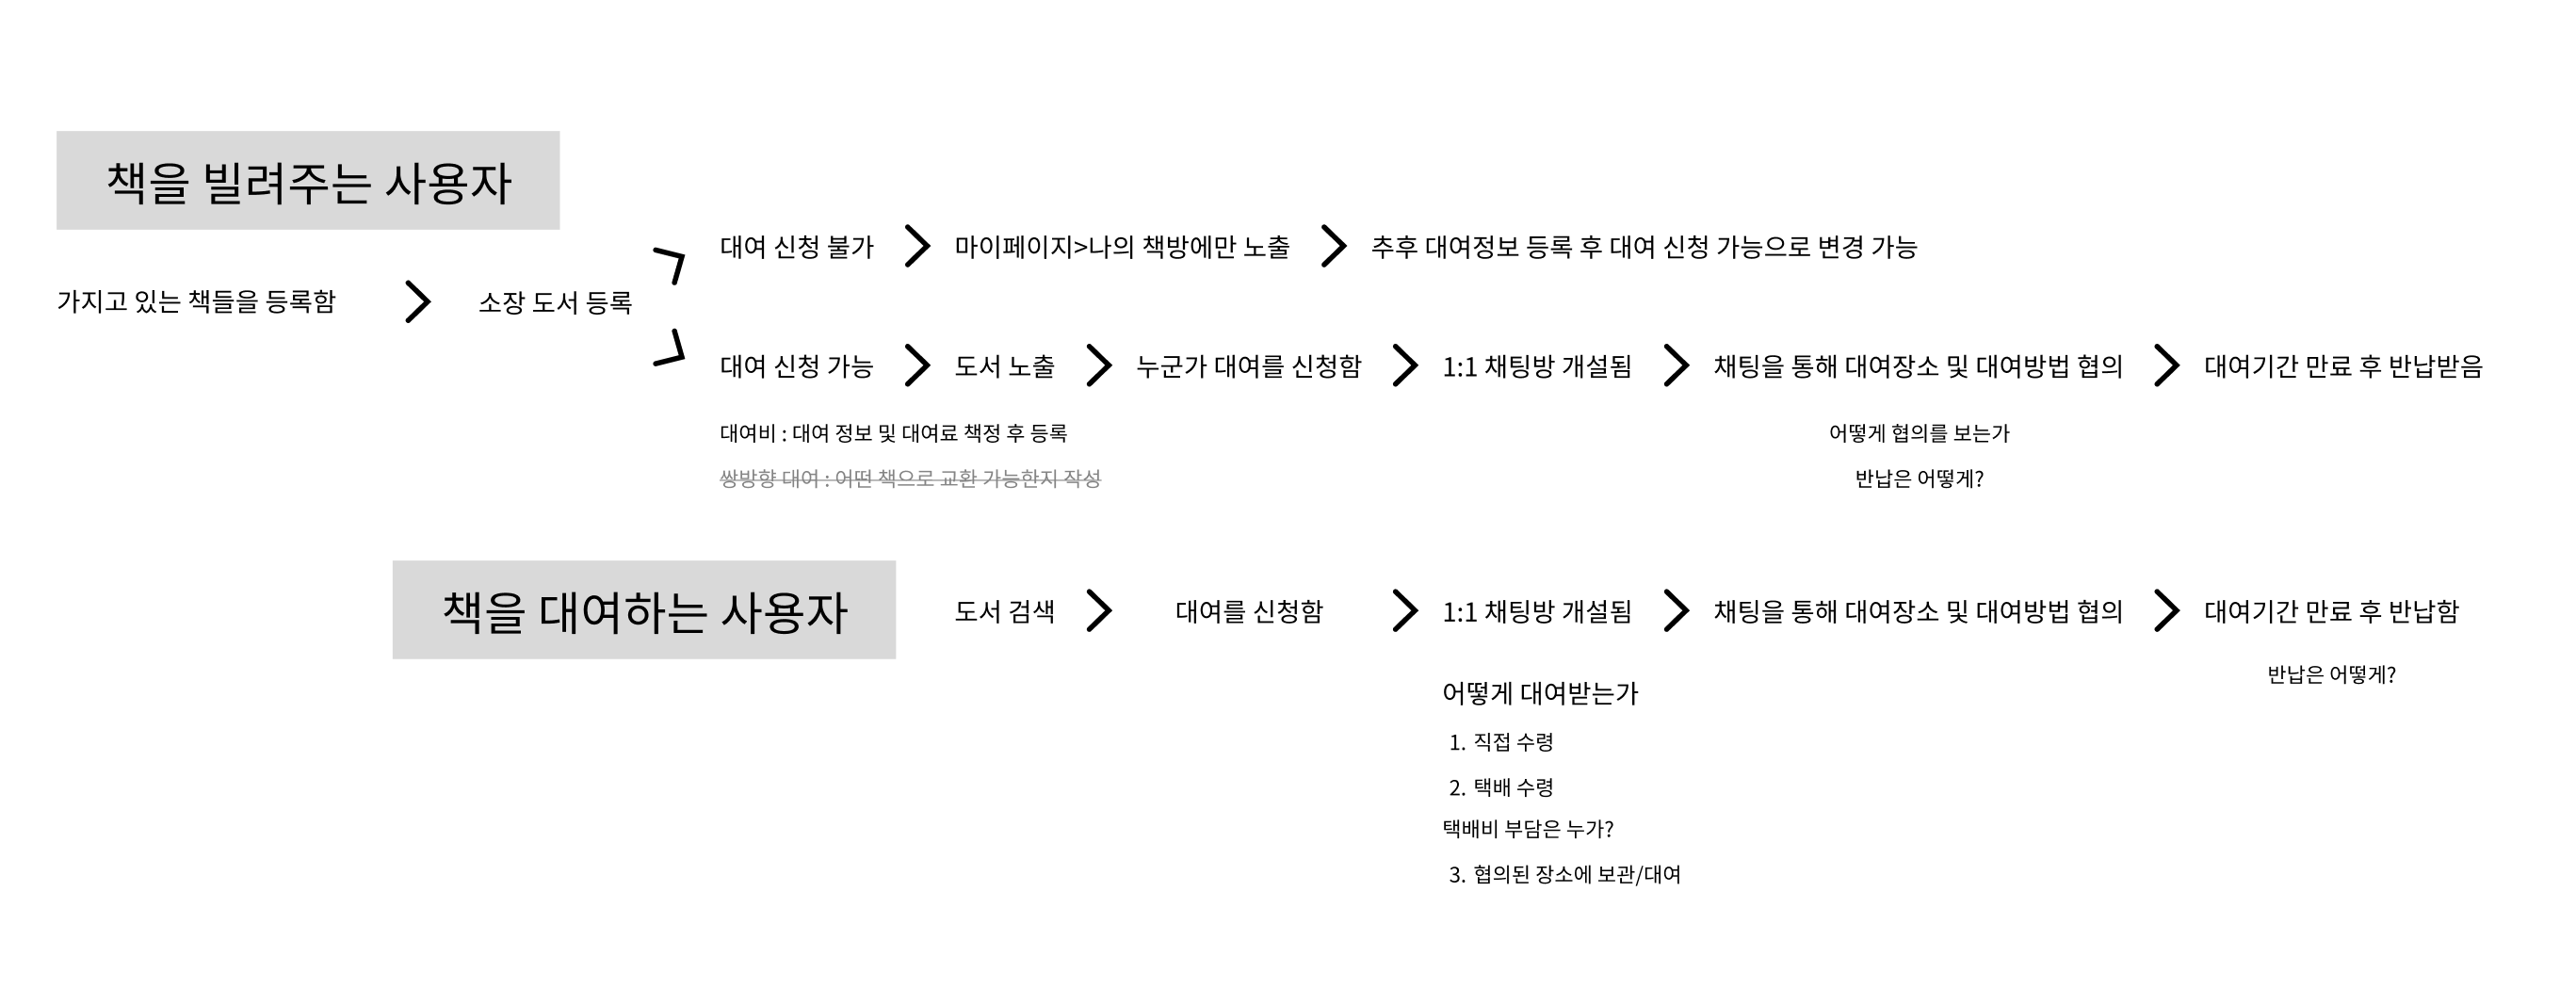 책을 빌려주는 사용자
가지고 있는 책들을 등록함
소장 도서 등록
대여 신청 불가
마이페이지>나의 책방에만 노출
추후 대여정보 등록 후 대여 신청 가능으로 변경 가능
대여 신청 가능
도서 노출
누군가 대여를 신청함
1:1 채팅방 개설됨
채팅을 통해 대여장소 및 대여방법 협의
대여기간 만료 후 반납받음
대여비 : 대여 정보 및 대여료 책정 후 등록
쌍방향 대여 : 어떤 책으로 교환 가능한지 작성
어떻게 협의를 보는가
반납은 어떻게?
책을 대여하는 사용자
도서 검색
대여를 신청함
1:1 채팅방 개설됨
채팅을 통해 대여장소 및 대여방법 협의
대여기간 만료 후 반납함
반납은 어떻게?
어떻게 대여받는가
1. 직접 수령
2. 택배 수령
택배비 부담은 누가?
3. 협의된 장소에 보관/대여